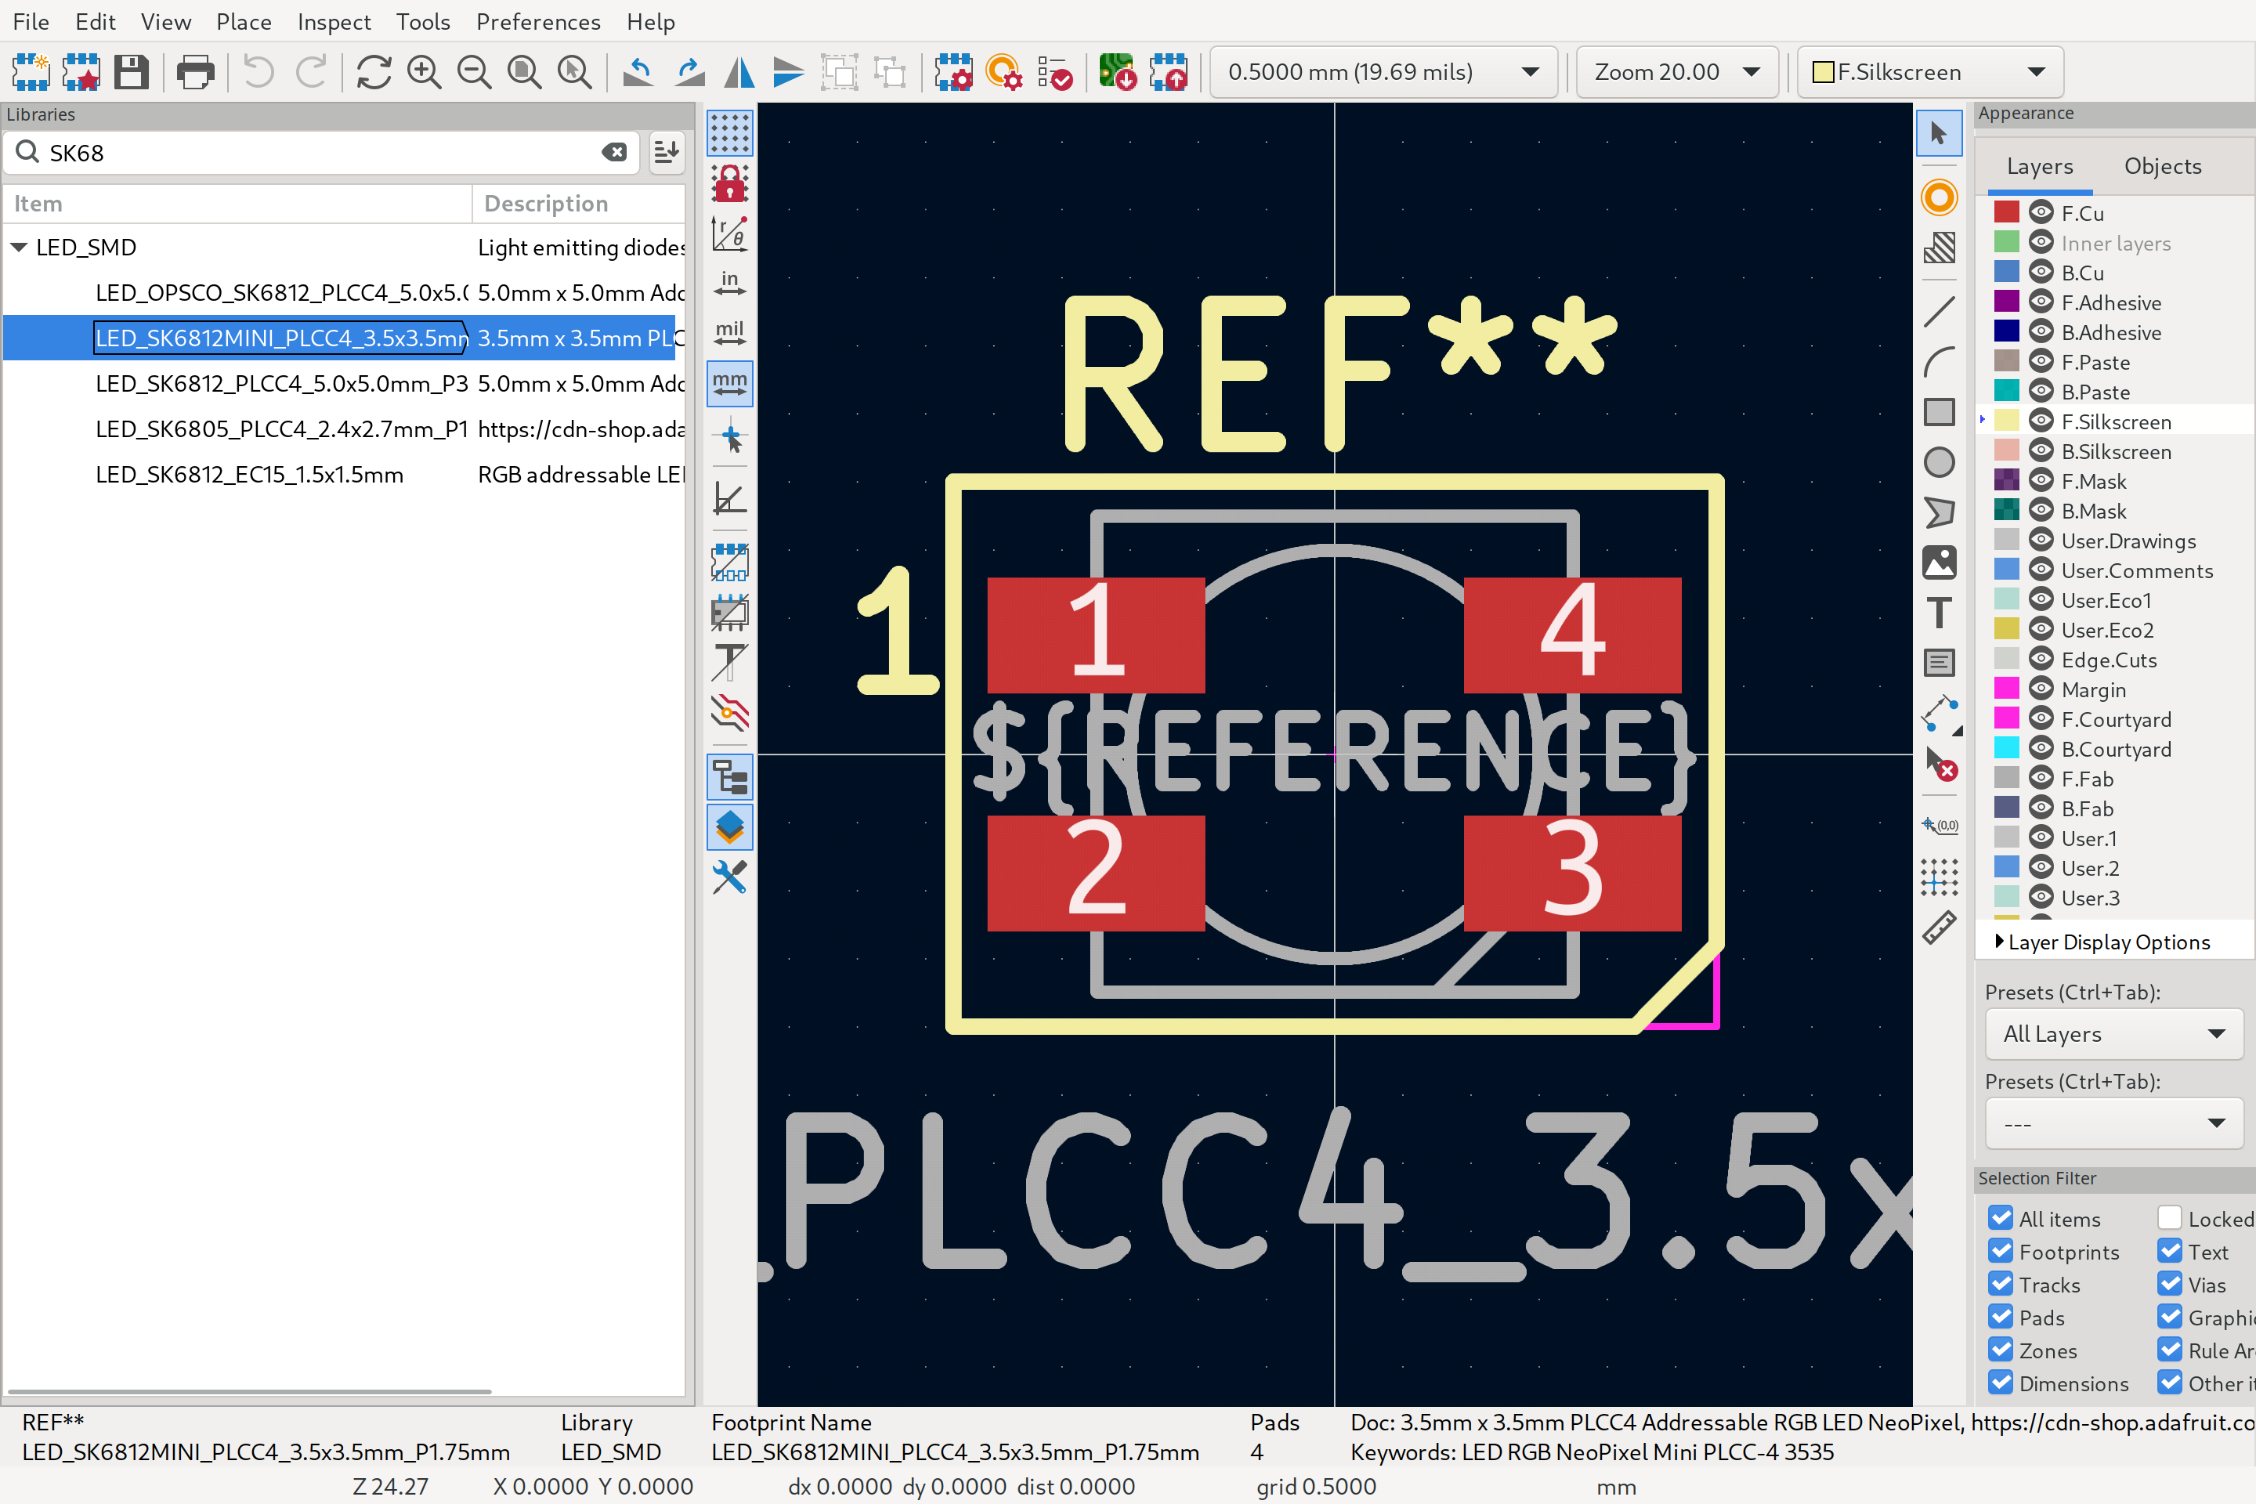 File Edit View Place Inspect Tools Preferences Help
0.5000 mm (19.69 mils)
Zoom 20.00
F.Silkscreen
Libraries
SK68
Item Description
LED_SMD Light emitting diodes
LED_OPSCO_SK6812_PLCC4_5.0x5.0 5.0mm x 5.0mm Adc
LED_SK6812MINI_PLCC4_3.5x3.5mm 3.5mm x 3.5mm PLC
LED_SK6812_PLCC4_5.0x5.0mm_P3 5.0mm x 5.0mm Adc
LED_SK6805_PLCC4_2.4x2.7mm_P1 https://cdn-shop.ada
LED_SK6812_EC15_1.5x1.5mm RGB addressable LE
r
θ
in
mil
mm
REF**
1
1
4
${REFERENCE}
2
3
_PLCC4_3.5x
T
(0,0)
Appearance
Layers Objects
F.Cu
Inner layers
B.Cu
F.Adhesive
B.Adhesive
F.Paste
B.Paste
F.Silkscreen
B.Silkscreen
F.Mask
B.Mask
User.Drawings
User.Comments
User.Eco1
User.Eco2
Edge.Cuts
Margin
F.Courtyard
B.Courtyard
F.Fab
B.Fab
User.1
User.2
User.3
Layer Display Options
Presets (Ctrl+Tab):
All Layers
Presets (Ctrl+Tab):
---
Selection Filter
All items Locked
Footprints Text
Tracks Vias
Pads Graphi
Zones Rule Ar
Dimensions Other it
REF** Library Footprint Name Pads Doc: 3.5mm x 3.5mm PLCC4 Addressable RGB LED NeoPixel, https://cdn-shop.adafruit.co
LED_SK6812MINI_PLCC4_3.5x3.5mm_P1.75mm LED_SMD LED_SK6812MINI_PLCC4_3.5x3.5mm_P1.75mm 4 Keywords: LED RGB NeoPixel Mini PLCC-4 3535
Z 24.27 X 0.0000 Y 0.0000 dx 0.0000 dy 0.0000 dist 0.0000 grid 0.5000 mm